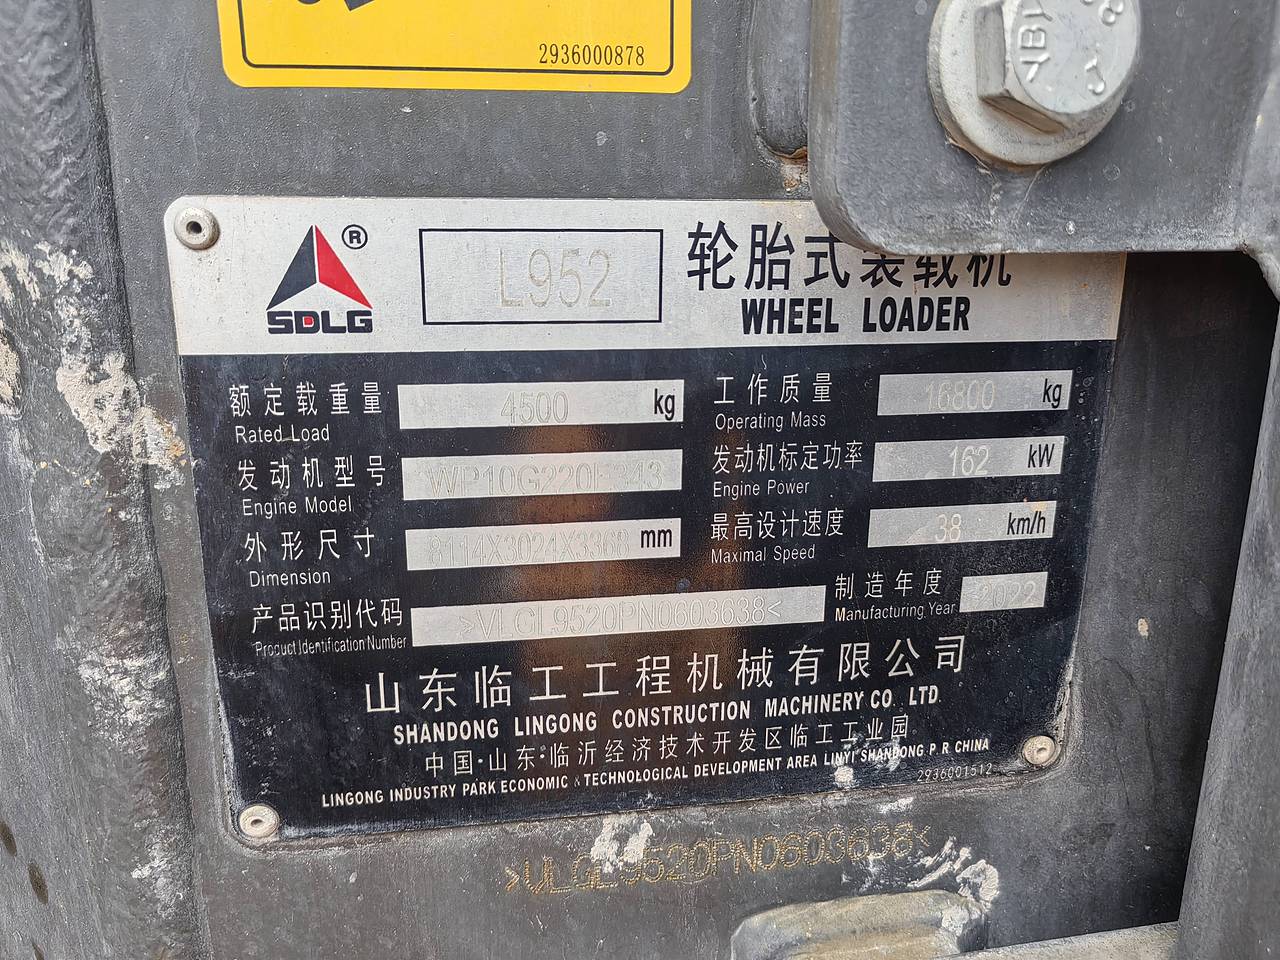 2936000878
® L952 轮胎式装载机
SDLG WHEEL LOADER
额定载重量 4500 kg 工作质量 16800 kg
Rated Load Operating Mass
发动机型号 WP10G220E343 发动机标定功率 162 kW
Engine Model Engine Power
外形尺寸 8114X3024X3368 mm 最高设计速度 38 km/h
Dimension Maximal Speed
产品识别代码 >VLGL9520PN0603638< 制造年度 2022
Product Identification Number Manufacturing Year
山东临工工程机械有限公司
SHANDONG LINGONG CONSTRUCTION MACHINERY CO. LTD.
中国·山东·临沂经济技术开发区临工工业园
LINGONG INDUSTRY PARK ECONOMIC & TECHNOLOGICAL DEVELOPMENT AREA LINYI SHANDONG P.R.CHINA
2936001512
>VLGL9520PN0603638<